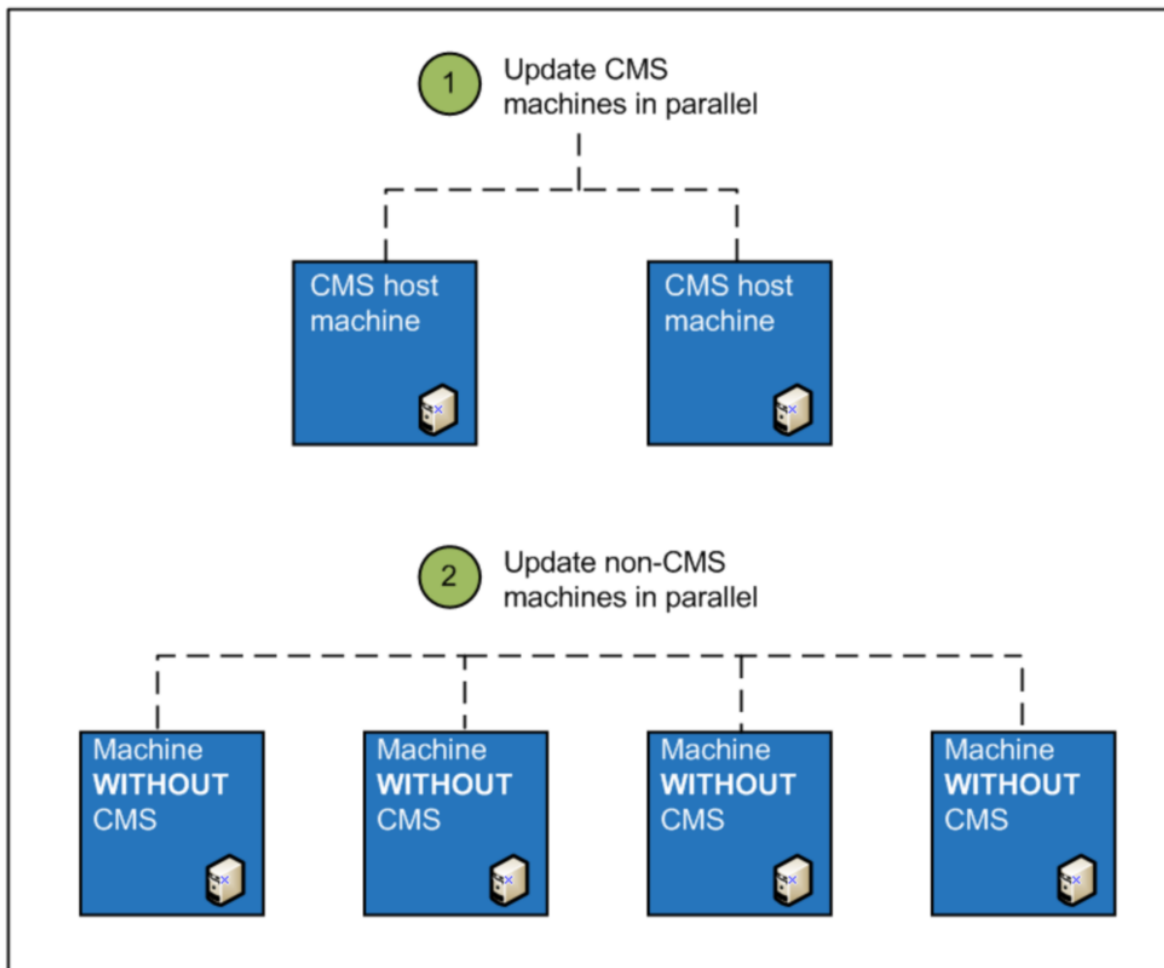 1
Update CMS
machines in parallel
CMS host
machine
CMS host
machine
2
Update non-CMS
machines in parallel
Machine
WITHOUT
CMS
Machine
WITHOUT
CMS
Machine
WITHOUT
CMS
Machine
WITHOUT
CMS